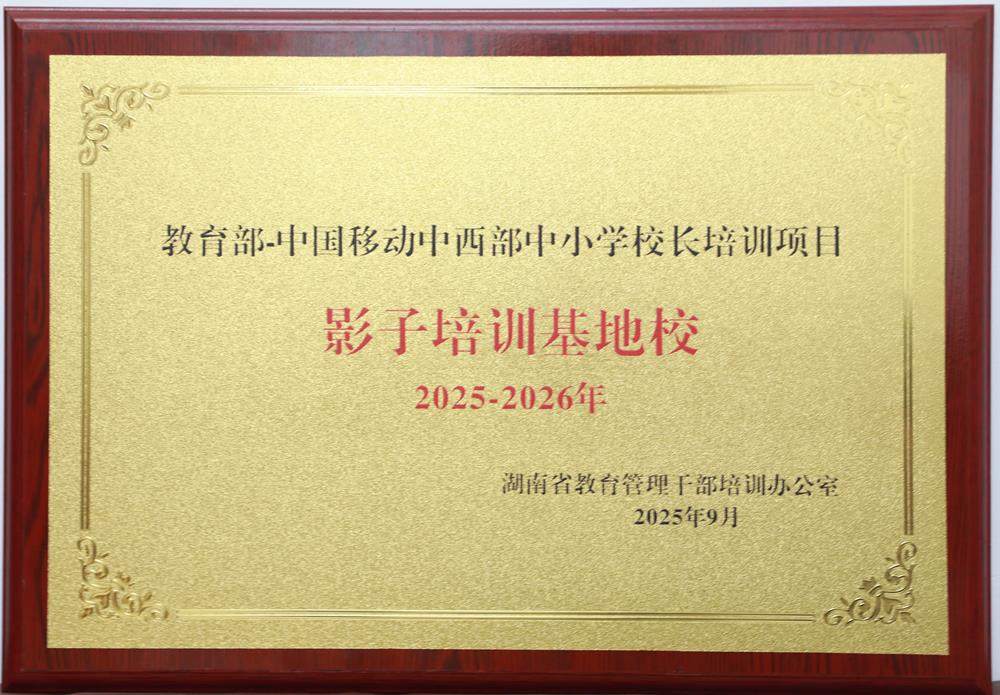 教育部-中国移动中西部中小学校长培训项目
影子培训基地校
2025-2026年
湖南省教育管理干部培训办公室
2025年9月